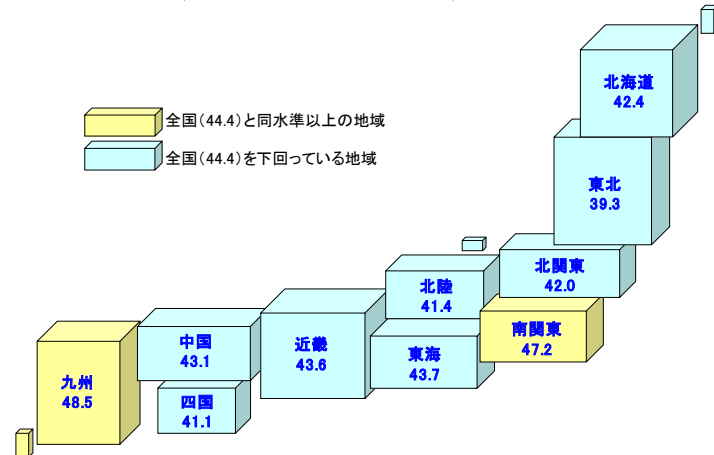 北海道
42.4
全国(44.4)と同水準以上の地域
全国(44.4)を下回っている地域
東北
39.3
北関東
42.0
北陸
41.4
南関東
47.2
中国
43.1
近畿
43.6
東海
43.7
九州
48.5
四国
41.1